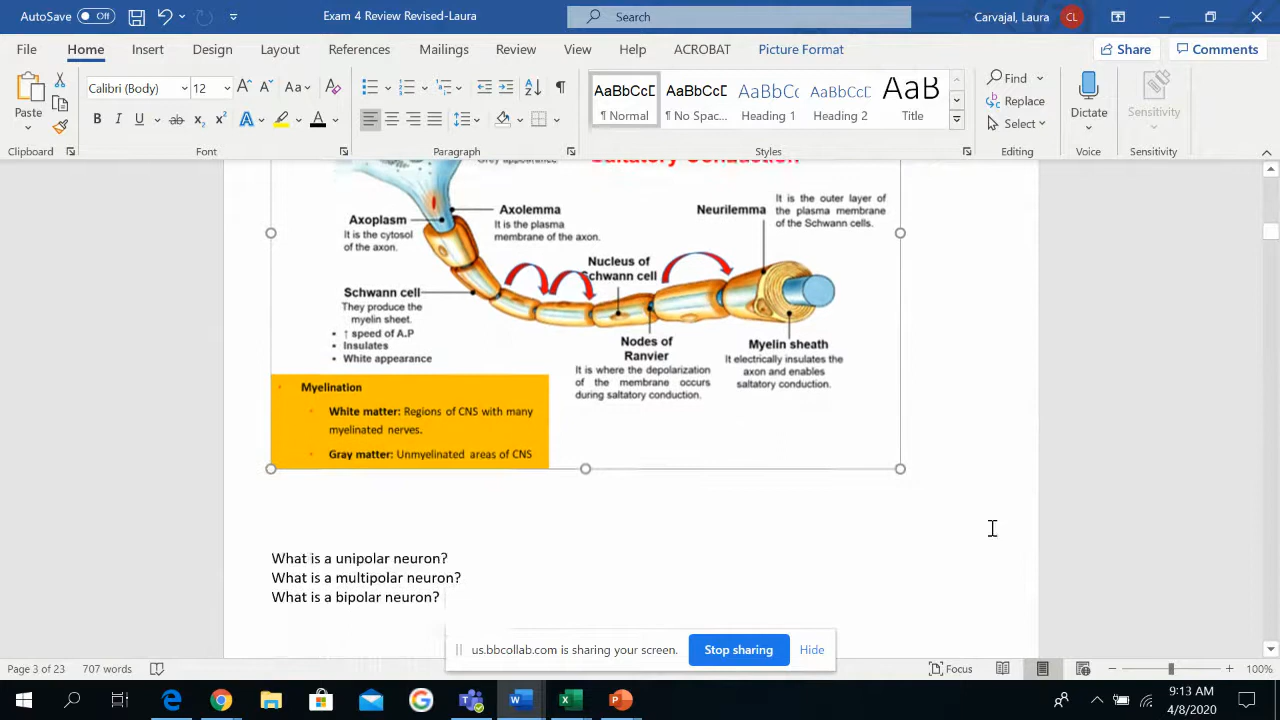 AutoSave Off Exam 4 Review Revised-Laura Search Carvajal, Laura CL
File Home Insert Design Layout References Mailings Review View Help ACROBAT Picture Format Share Comments
Paste Calibri (Body) 12 Aa AaBbCcD AaBbCcD AaBbCc AaBbCcD AaB Find
B I U ab x₂ x² A A ¶ Normal ¶ No Spac... Heading 1 Heading 2 Title Replace Select Dictate Sensitivity
Clipboard Font Paragraph Styles Editing Voice Sensitivity
Grey appearance. Saltatory Conduction
Axoplasm
It is the cytosol
of the axon.
Axolemma
It is the plasma
membrane of the axon.
Neurilemma
It is the outer layer of
the plasma membrane
of the Schwann cells.
Nucleus of
Schwann cell
Schwann cell
They produce the
myelin sheet.
• ↑ speed of A.P
• Insulates
• White appearance
Nodes of
Ranvier
It is where the depolarization
of the membrane occurs
during saltatory conduction.
Myelin sheath
It electrically insulates the
axon and enables
saltatory conduction.
• Myelination
• White matter: Regions of CNS with many
myelinated nerves.
• Gray matter: Unmyelinated areas of CNS
What is a unipolar neuron?
What is a multipolar neuron?
What is a bipolar neuron?
us.bbcollab.com is sharing your screen. Stop sharing Hide
Page 3 of 23 707 words Focus 100%
9:13 AM
4/8/2020